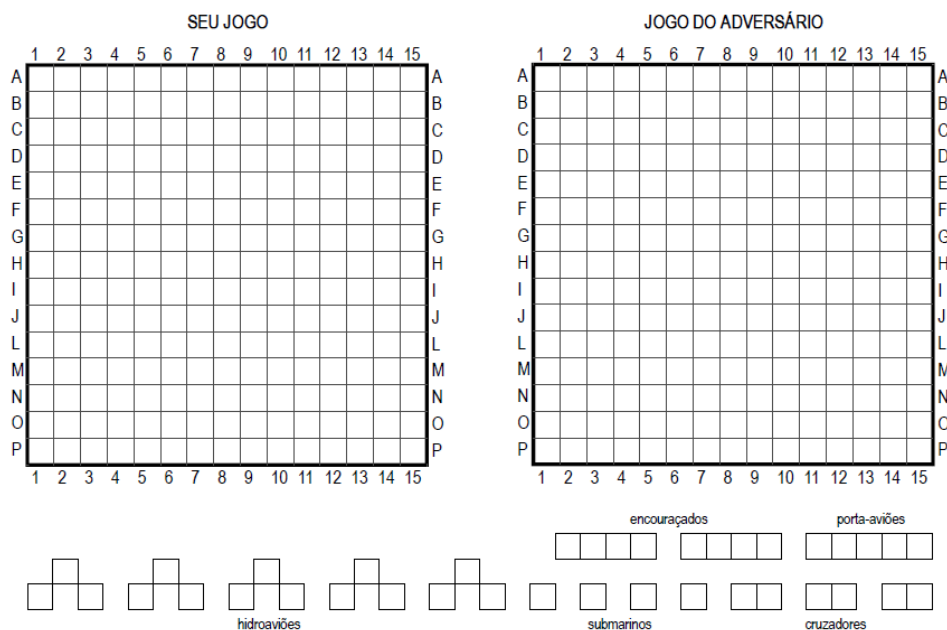 SEU JOGO
1 2 3 4 5 6 7 8 9 10 11 12 13 14 15
A A
B B
C C
D D
E E
F F
G G
H H
I I
J J
L L
M M
N N
O O
P P
1 2 3 4 5 6 7 8 9 10 11 12 13 14 15
JOGO DO ADVERSÁRIO
1 2 3 4 5 6 7 8 9 10 11 12 13 14 15
A A
B B
C C
D D
E E
F F
G G
H H
I I
J J
L L
M M
N N
O O
P P
1 2 3 4 5 6 7 8 9 10 11 12 13 14 15
encouraçados porta-aviões
hidroaviões submarinos cruzadores